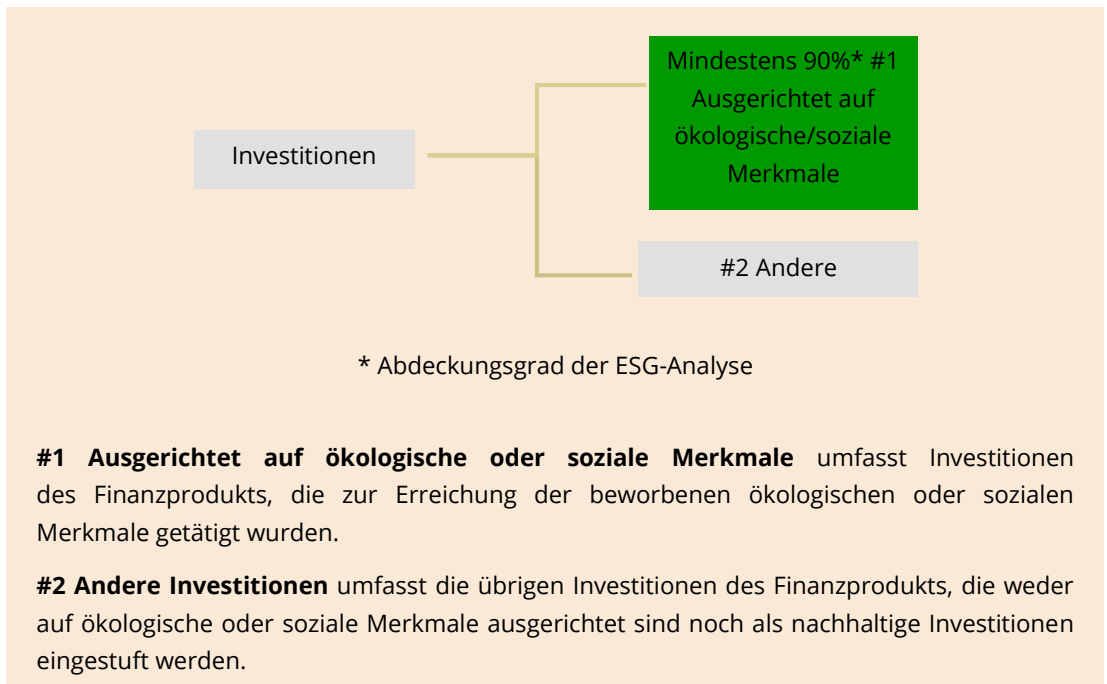 Mindestens 90%* #1
Ausgerichtet auf
ökologische/soziale
Merkmale
Investitionen
#2 Andere
* Abdeckungsgrad der ESG-Analyse
#1 Ausgerichtet auf ökologische oder soziale Merkmale umfasst Investitionen
des Finanzprodukts, die zur Erreichung der beworbenen ökologischen oder sozialen
Merkmale getätigt wurden.
#2 Andere Investitionen umfasst die übrigen Investitionen des Finanzprodukts, die weder
auf ökologische oder soziale Merkmale ausgerichtet sind noch als nachhaltige Investitionen
eingestuft werden.